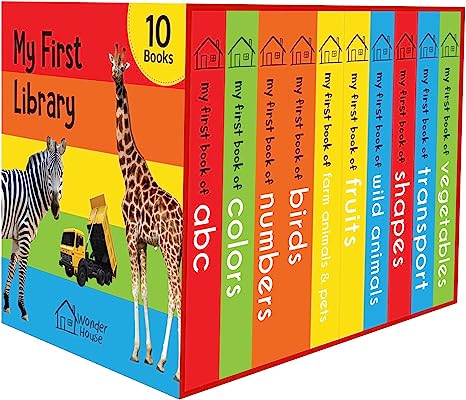 My First
Library
10
Books
Wonder
House
my first book of abc
my first book of colors
my first book of numbers
my first book of birds
my first book of farm animals & pets
my first book of fruits
my first book of wild animals
my first book of shapes
my first book of transport
my first book of vegetables